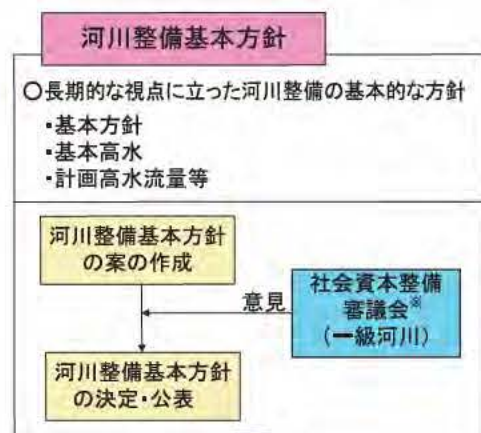 河川整備基本方針
○長期的な視点に立った河川整備の基本的な方針
・基本方針
・基本高水
・計画高水流量等
河川整備基本方針
の案の作成
意見
社会資本整備
審議会※
(一級河川)
河川整備基本方針
の決定・公表